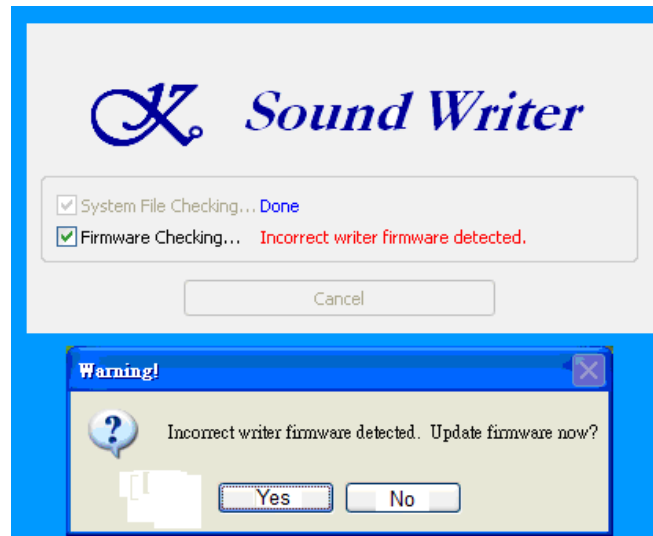 K Sound Writer
System File Checking... Done
Firmware Checking... Incorrect writer firmware detected.
Cancel
Warning!
Incorrect writer firmware detected. Update firmware now?
Yes No